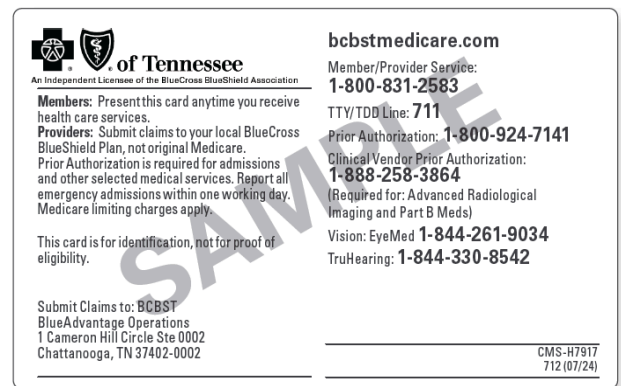 of Tennessee
An Independent Licensee of the BlueCross BlueShield Association
Members: Present this card anytime you receive
health care services.
Providers: Submit claims to your local BlueCross
BlueShield Plan, not original Medicare.
Prior Authorization is required for admissions
and other selected medical services. Report all
emergency admissions within one working day.
Medicare limiting charges apply.
This card is for identification, not for proof of
eligibility.
Submit Claims to: BCBST
BlueAdvantage Operations
1 Cameron Hill Circle Ste 0002
Chattanooga, TN 37402-0002
bcbstmedicare.com
Member/Provider Service:
1-800-831-2583
TTY/TDD Line: 711
Prior Authorization: 1-800-924-7141
Clinical Vendor Prior Authorization:
1-888-258-3864
(Required for: Advanced Radiological
Imaging and Part B Meds)
Vision: EyeMed 1-844-261-9034
TruHearing: 1-844-330-8542
CMS-H7917
712 (07/24)
SAMPLE